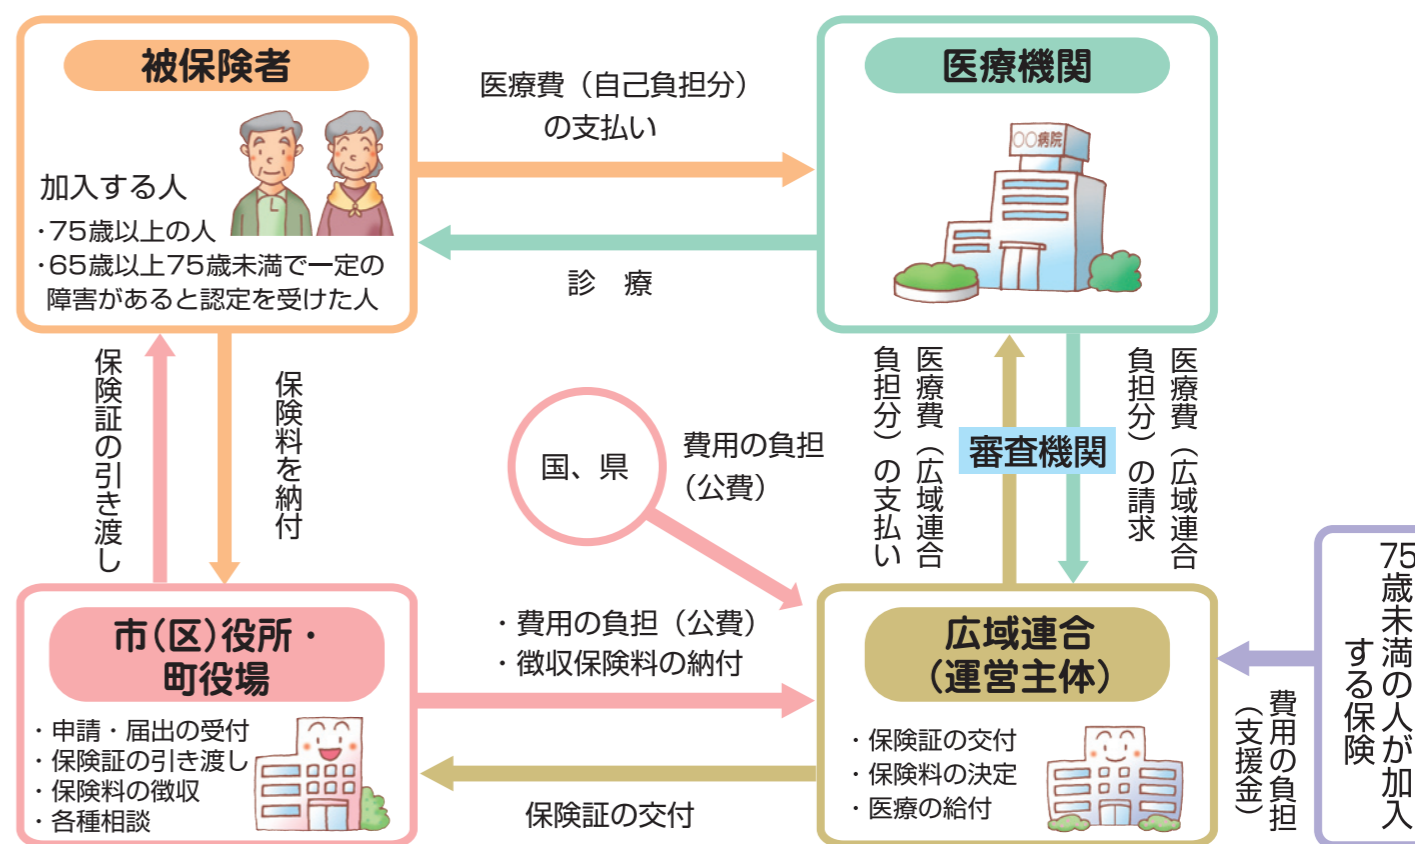 被保険者
加入する人
・75歳以上の人
・65歳以上75歳未満で一定の
障害があると認定を受けた人
医療費（自己負担分）
の支払い
診　療
医療機関
〇〇病院
保険証の引き渡し
保険料を納付
国、県
費用の負担
（公費）
医療費（広域連合
負担分）の支払い
審査機関
医療費（広域連合
負担分）の請求
市（区）役所・
町役場
・申請・届出の受付
・保険証の引き渡し
・保険料の徴収
・各種相談
・費用の負担（公費）
・徴収保険料の納付
保険証の交付
広域連合
（運営主体）
・保険証の交付
・保険料の決定
・医療の給付
費用の負担
（支援金）
75歳未満の人が加入
する保険